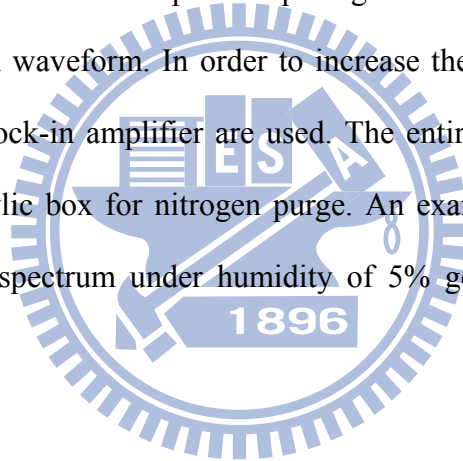 waveform. In order to increase the
ock-in amplifier are used. The entir
ylic box for nitrogen purge. An exa
spectrum under humidity of 5% g
E S A
1896